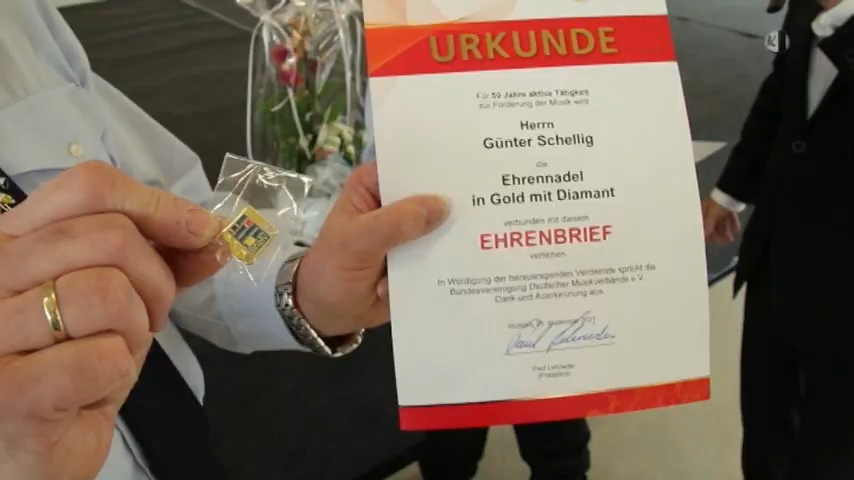 URKUNDE
Für 50 Jahre aktive Tätigkeit
zur Förderung der Musik wird
Herrn
Günter Schellig
die
Ehrennadel
in Gold mit Diamant
verbunden mit diesem
EHRENBRIEF
verliehen.
In Würdigung der herausragenden Verdienste spricht die
Bundesvereinigung Deutscher Musikverbände e.V.
Dank und Anerkennung aus.
Paul Lehrieder
(Präsident)